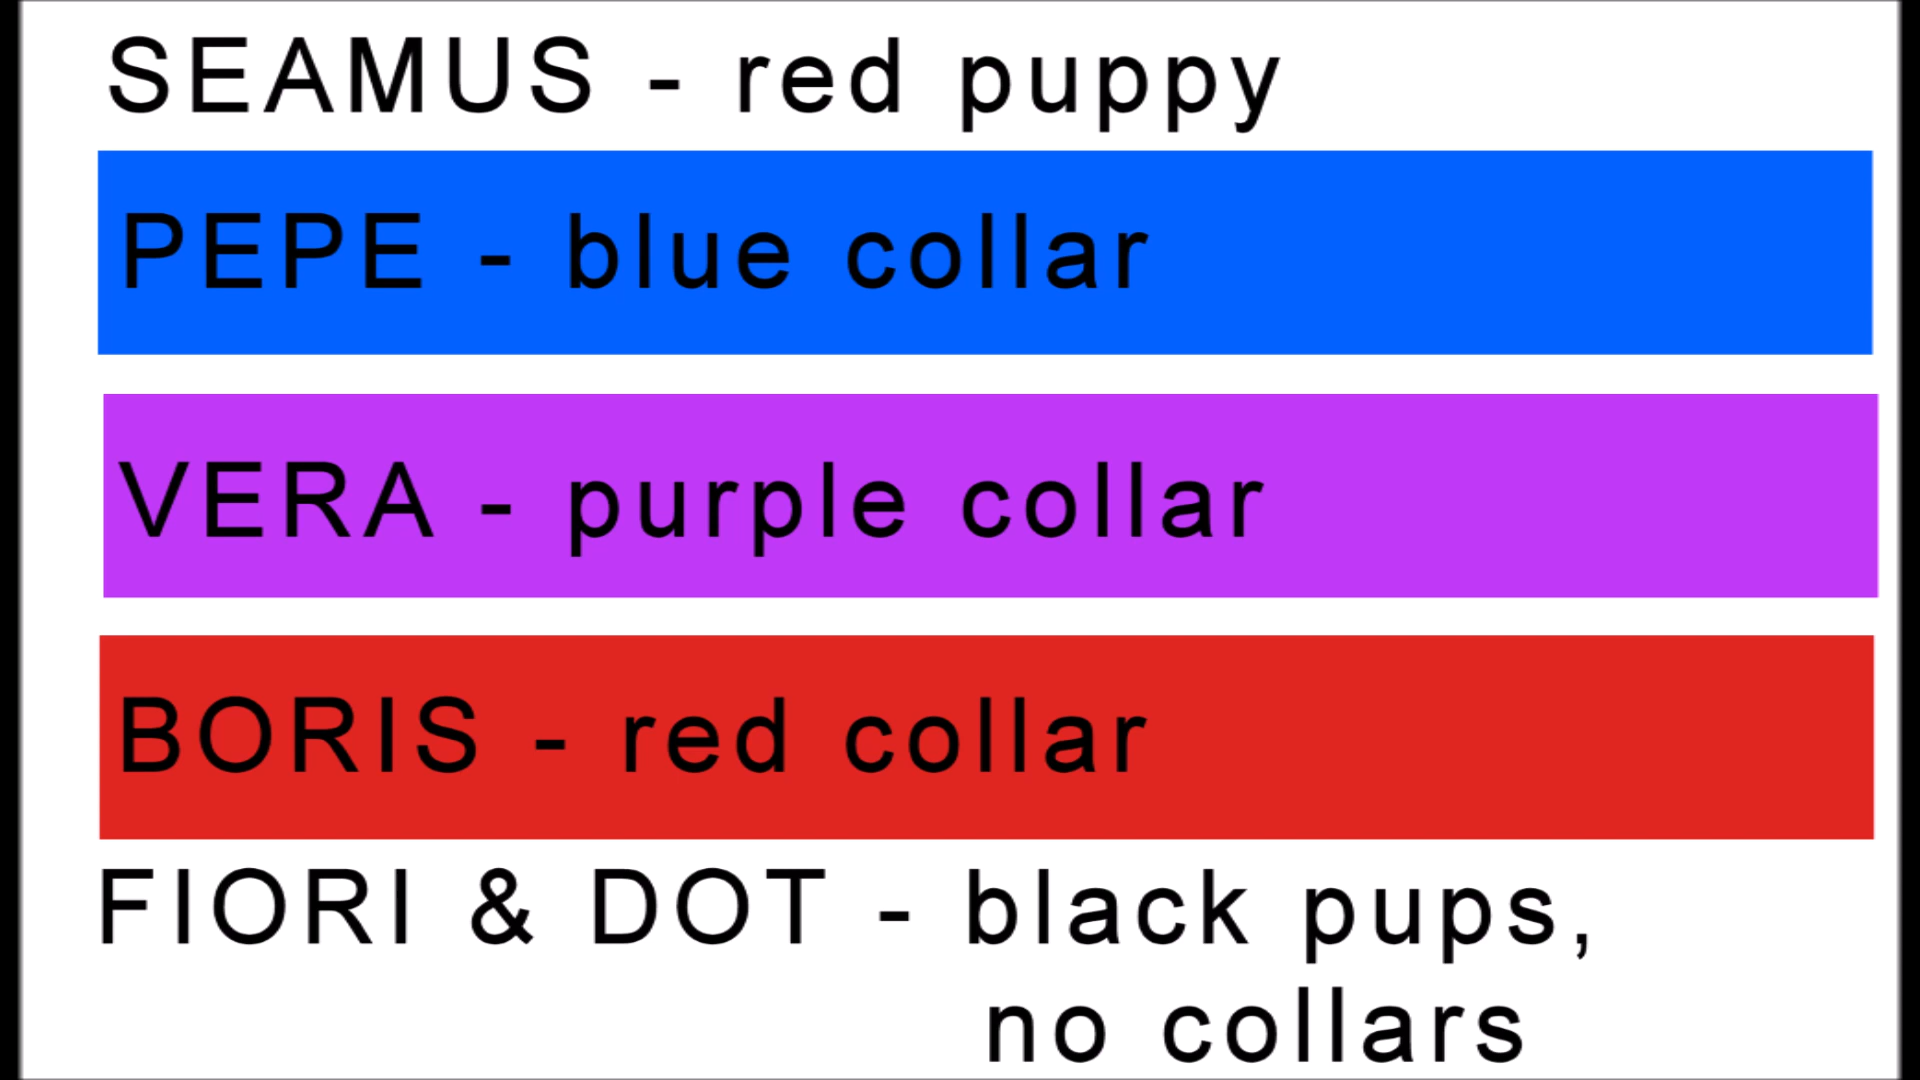 SEAMUS - red puppy
PEPE - blue collar
VERA - purple collar
BORIS - red collar
FIORI & DOT - black pups,
no collars